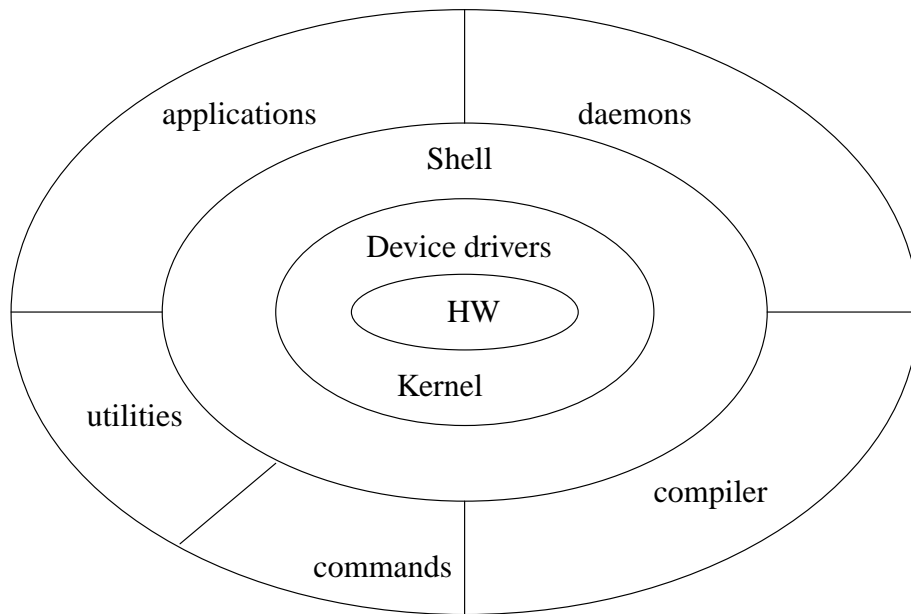 applications
daemons
Shell
Device drivers
HW
Kernel
utilities
compiler
commands